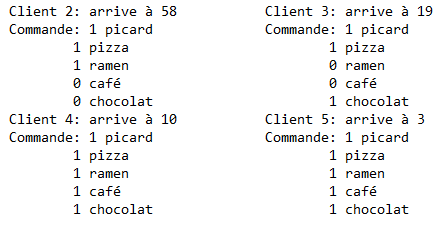 Client 2: arrive à 58
Commande: 1 picard
1 pizza
1 ramen
0 café
0 chocolat
Client 3: arrive à 19
Commande: 1 picard
1 pizza
0 ramen
0 café
1 chocolat
Client 4: arrive à 10
Commande: 1 picard
1 pizza
1 ramen
1 café
1 chocolat
Client 5: arrive à 3
Commande: 1 picard
1 pizza
1 ramen
1 café
1 chocolat